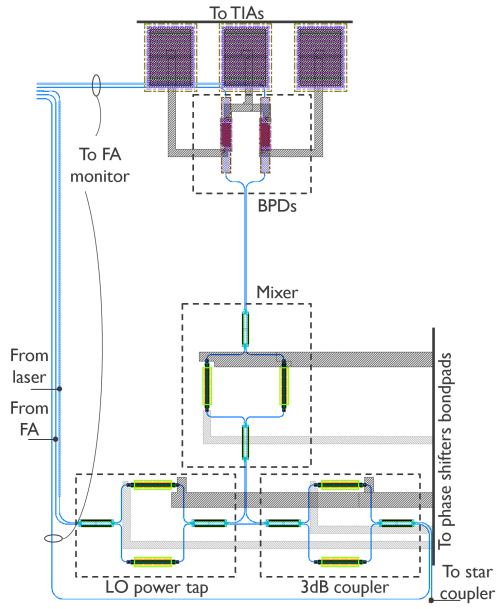 To TIAs
To FA
monitor
BPDs
Mixer
From
laser
From
FA
To phase shifters bondpads
LO power tap
3dB coupler
To star
coupler